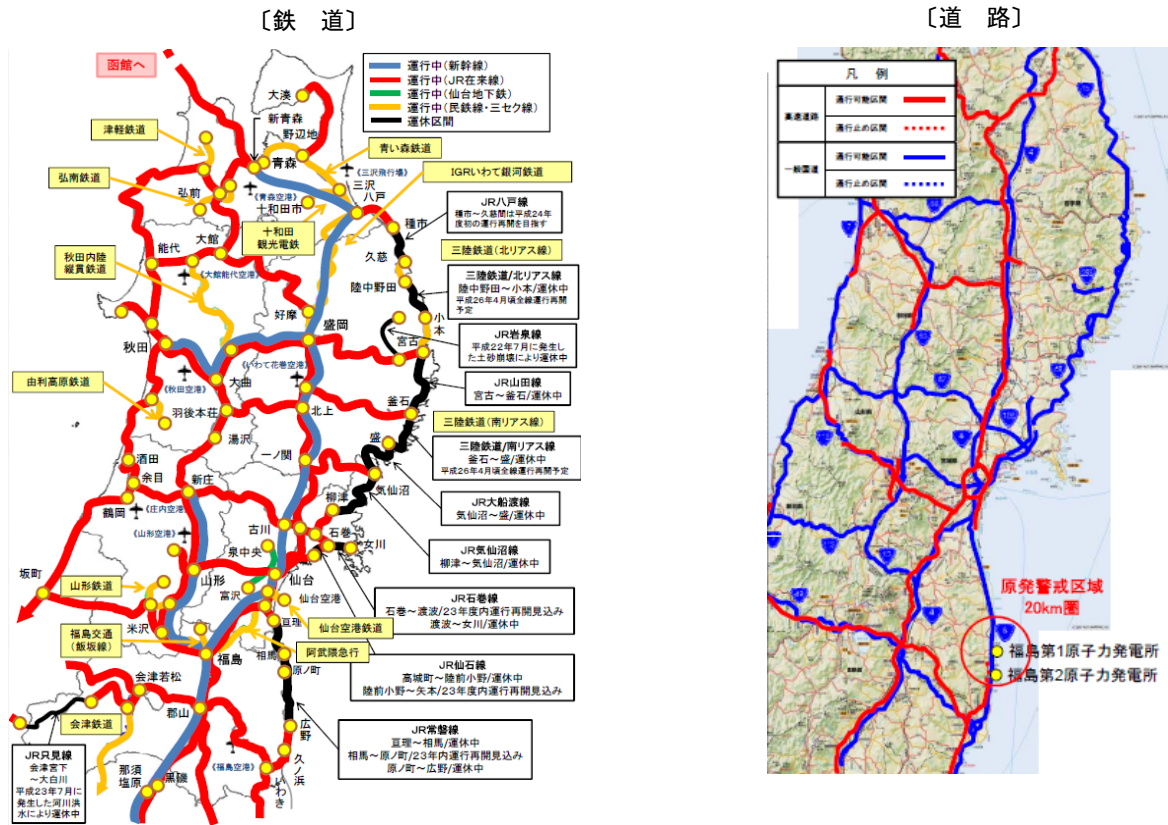 〔鉄 道〕
函館へ
運行中(新幹線)
運行中(JR在来線)
運行中(仙台地下鉄)
運行中(民鉄線・三セク線)
運休区間
大湊
新青森
野辺地
津軽鉄道
青森
青い森鉄道
《三沢飛行場》
IGRいわて銀河鉄道
弘南鉄道
弘前
《青森空港》
三沢
八戸
十和田市
十和田
観光電鉄
JR八戸線
種市~久慈間は平成24年
度初の運行再開を目指す
種市
能代
大館
秋田内陸
縦貫鉄道
《大館能代空港》
三陸鉄道(北リアス線)
久慈
陸中野田
三陸鉄道/北リアス線
陸中野田~小本/運休中
平成26年4月頃全線運行再開
予定
好摩
盛岡
小本
宮古
JR岩泉線
平成22年7月に発生し
た土砂崩壊により運休中
秋田
《いわて花巻空港》
大曲
《秋田空港》
JR山田線
宮古~釜石/運休中
由利高原鉄道
羽後本荘
北上
釜石
三陸鉄道(南リアス線)
湯沢
盛
三陸鉄道/南リアス線
釜石~盛/運休中
平成26年4月頃全線運行再開予定
一ノ関
酒田
余目
新庄
気仙沼
JR大船渡線
気仙沼~盛/運休中
鶴岡
《庄内空港》
柳津
《山形空港》
古川
石巻
女川
泉中央
JR気仙沼線
柳津~気仙沼/運休中
坂町
山形鉄道
山形
仙台
富沢
仙台空港
JR石巻線
石巻~渡波/23年度内運行再開見込み
渡波~女川/運休中
亘理
仙台空港鉄道
米沢
福島交通
(飯坂線)
阿武隈急行
福島
相馬
原ノ町
JR仙石線
高城町~陸前小野/運休中
陸前小野~矢本/23年度内運行再開見込み
会津若松
会津鉄道
郡山
広野
JR常磐線
亘理~相馬/運休中
相馬~原ノ町/23年内運行再開見込み
原ノ町~広野/運休中
JR只見線
会津宮下
~大白川
平成23年7月に
発生した河川洪
水により運休中
《福島空港》
久ノ浜
いわき
那須
塩原
黒磯
〔道 路〕
凡 例
高速道路
通行可能区間
通行止め区間
一般国道
通行可能区間
通行止め区間
原発警戒区域
20km圏
福島第1原子力発電所
福島第2原子力発電所